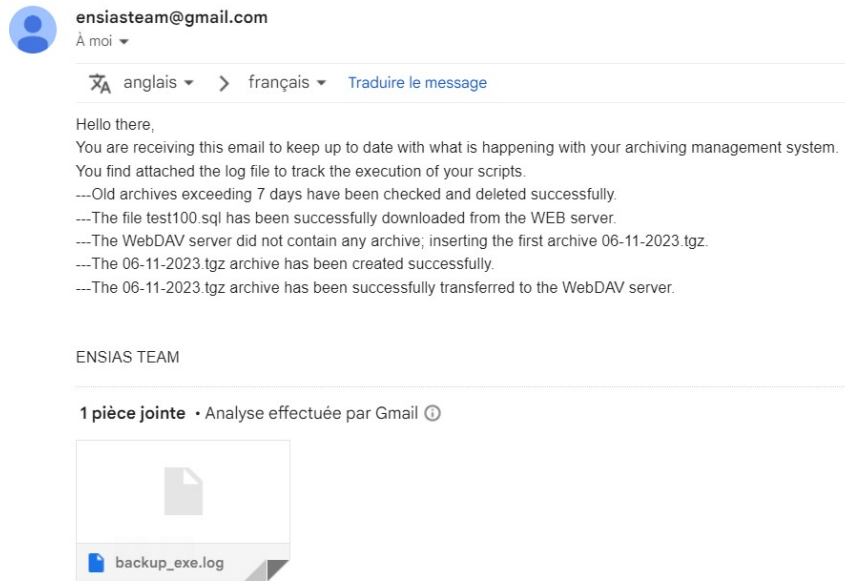 ensiasteam@gmail.com
À moi
anglais > français Traduire le message
Hello there,
You are receiving this email to keep up to date with what is happening with your archiving management system.
You find attached the log file to track the execution of your scripts.
---Old archives exceeding 7 days have been checked and deleted successfully.
---The file test100.sql has been successfully downloaded from the WEB server.
---The WebDAV server did not contain any archive; inserting the first archive 06-11-2023.tgz.
---The 06-11-2023.tgz archive has been created successfully.
---The 06-11-2023.tgz archive has been successfully transferred to the WebDAV server.
ENSIAS TEAM
1 pièce jointe • Analyse effectuée par Gmail
backup_exe.log